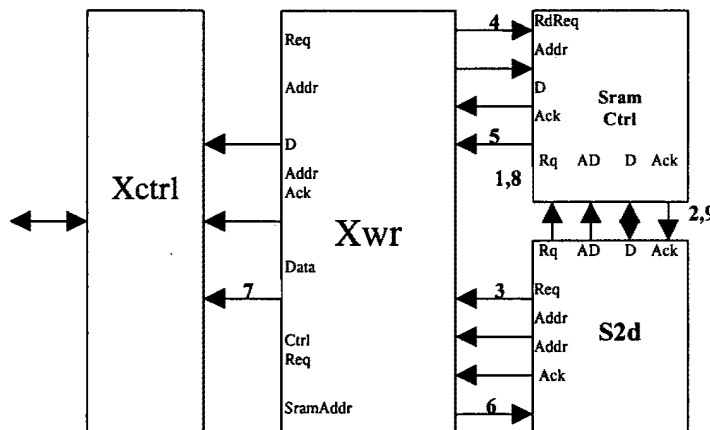 Xctrl
Req
Addr
D
Addr
Ack
Xwr
Data
7
Ctrl
Req
SramAddr
4
RdReq
Addr
D
Ack
Sram
Ctrl
5
1,8
Rq AD D Ack
2,9
Rq AD D Ack
3
Req
Addr
S2d
Addr
Ack
6